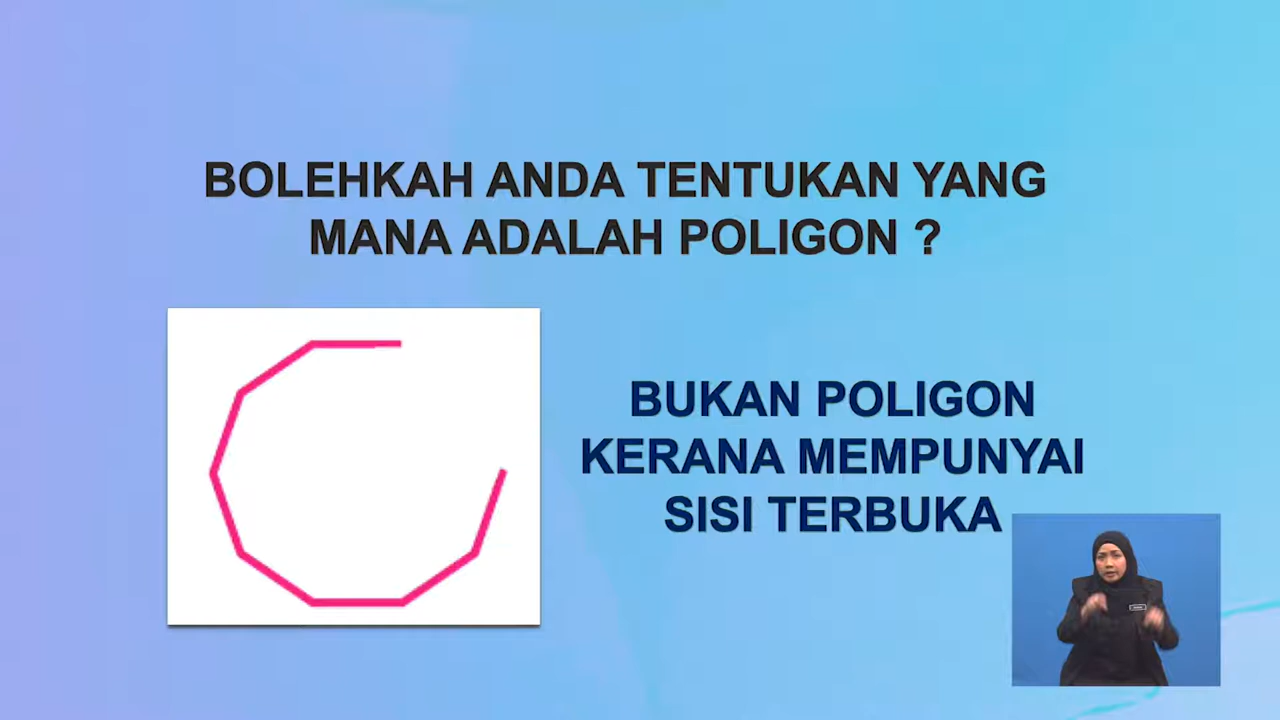 BOLEHKAH ANDA TENTUKAN YANG
MANA ADALAH POLIGON ?
BUKAN POLIGON
KERANA MEMPUNYAI
SISI TERBUKA